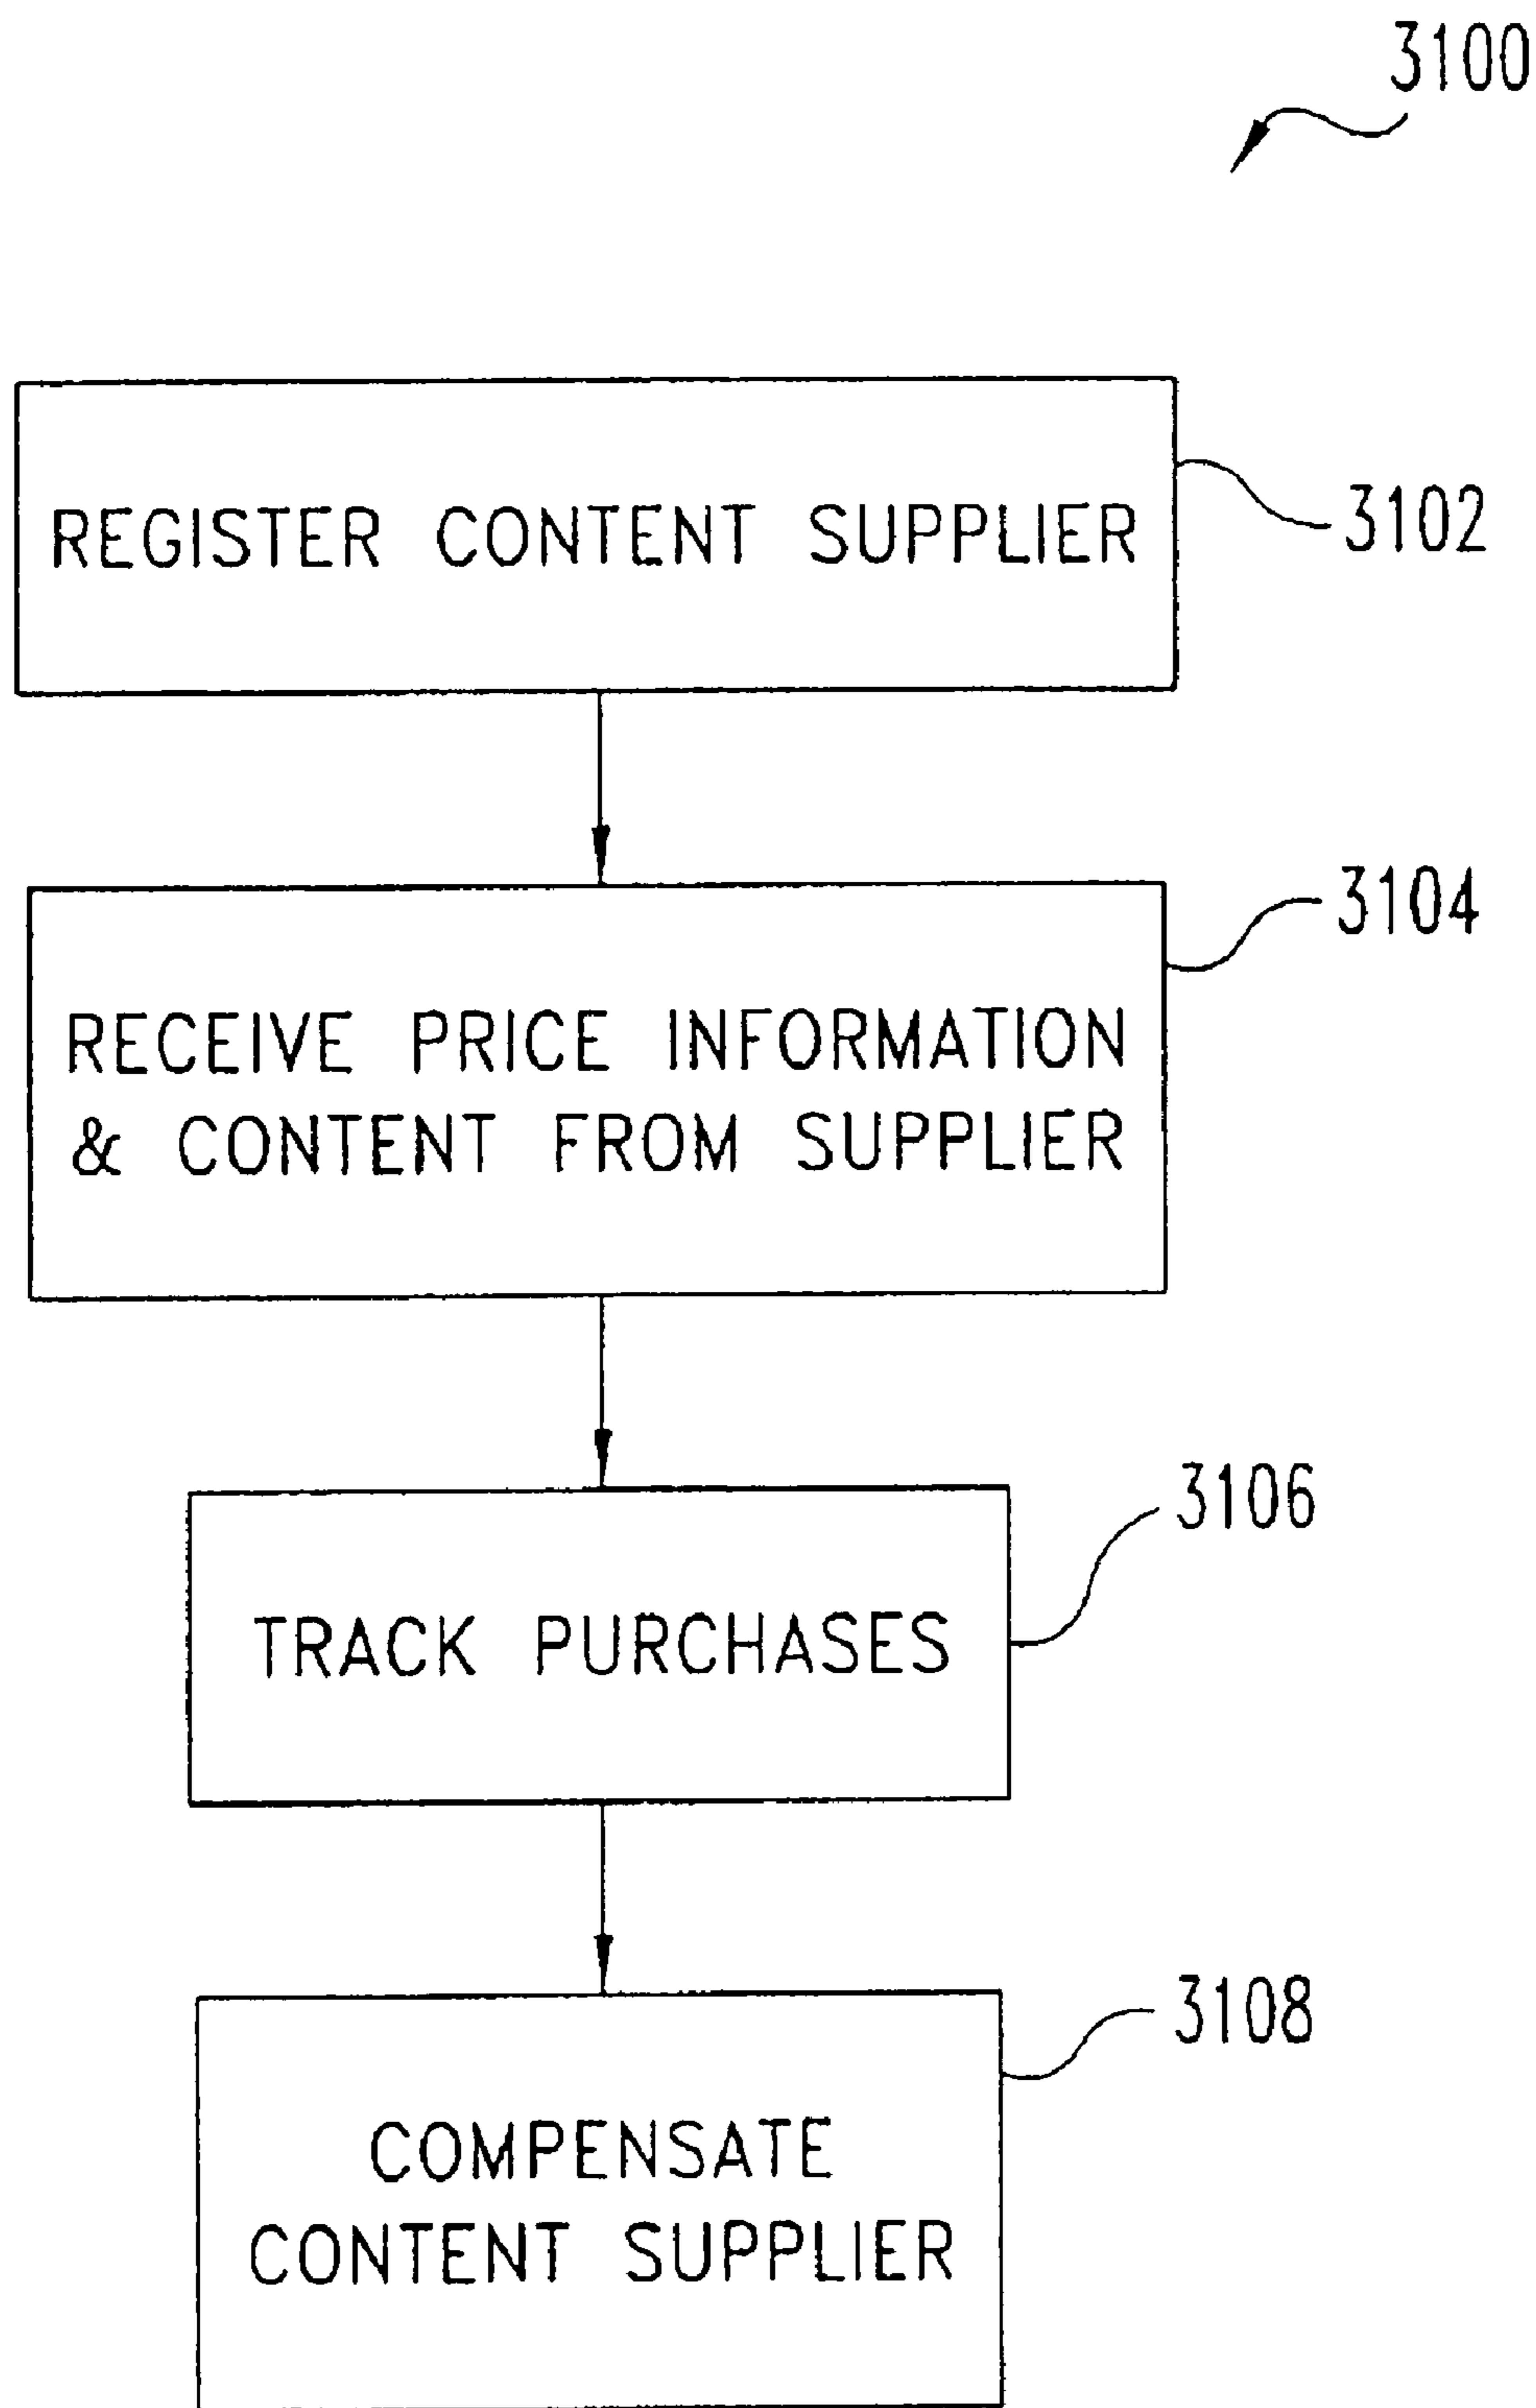 3100
REGISTER CONTENT SUPPLIER
3102
3104
RECEIVE PRICE INFORMATION
& CONTENT FROM SUPPLIER
3106
TRACK PURCHASES
3108
COMPENSATE
CONTENT SUPPLIER